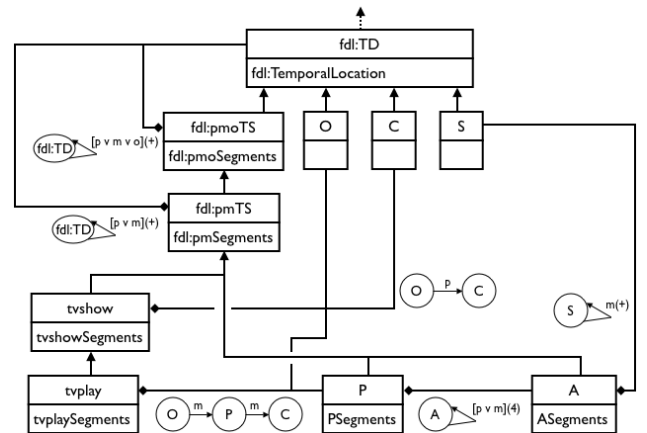 fdl:TD
fdl:TemporalLocation
fdl:pmoTS
fdl:pmoSegments
O
C
S
fdl:TD
[p v m v o](+)
fdl:pmTS
fdl:pmSegments
fdl:TD
[p v m](+)
tvshow
tvshowSegments
O
p
C
S
m(+)
tvplay
tvplaySegments
O
m
P
m
C
P
PSegments
A
[p v m](4)
A
ASegments